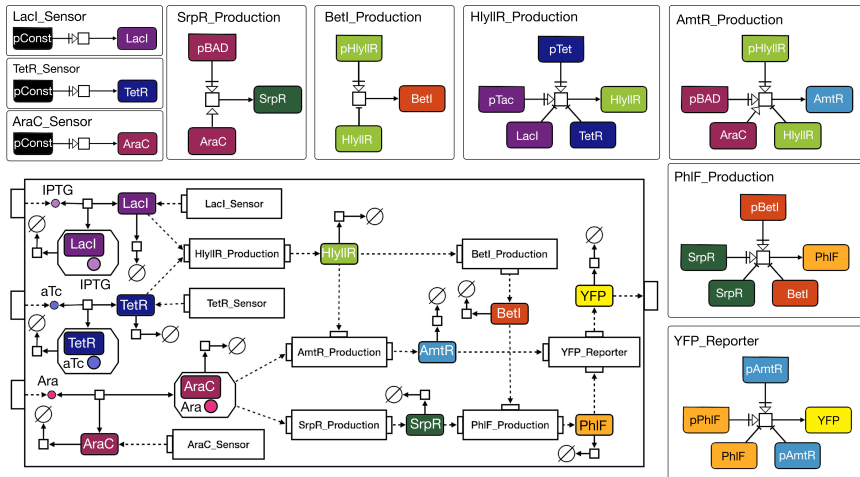 LacI_Sensor
pConst
LacI
TetR_Sensor
pConst
TetR
AraC_Sensor
pConst
AraC
SrpR_Production
pBAD
SrpR
AraC
BetI_Production
pHlyIIR
BetI
HlyIIR
HlyIIR_Production
pTet
pTac
HlyIIR
LacI
TetR
AmtR_Production
pHlyIIR
pBAD
AmtR
AraC
HlyIIR
PhlF_Production
pBetI
SrpR
PhlF
SrpR
BetI
YFP_Reporter
pAmtR
pPhlF
YFP
PhlF
pAmtR
IPTG
LacI
LacI_Sensor
∅
LacI
∅
HlyIIR_Production
HlyIIR
∅
BetI_Production
∅
IPTG
aTc
TetR
TetR_Sensor
∅
BetI
YFP
∅
TetR
aTc
∅
∅
AmtR_Production
AmtR
YFP_Reporter
∅
Ara
AraC
Ara
∅
∅
SrpR_Production
SrpR
PhlF_Production
PhlF
AraC
AraC_Sensor
∅